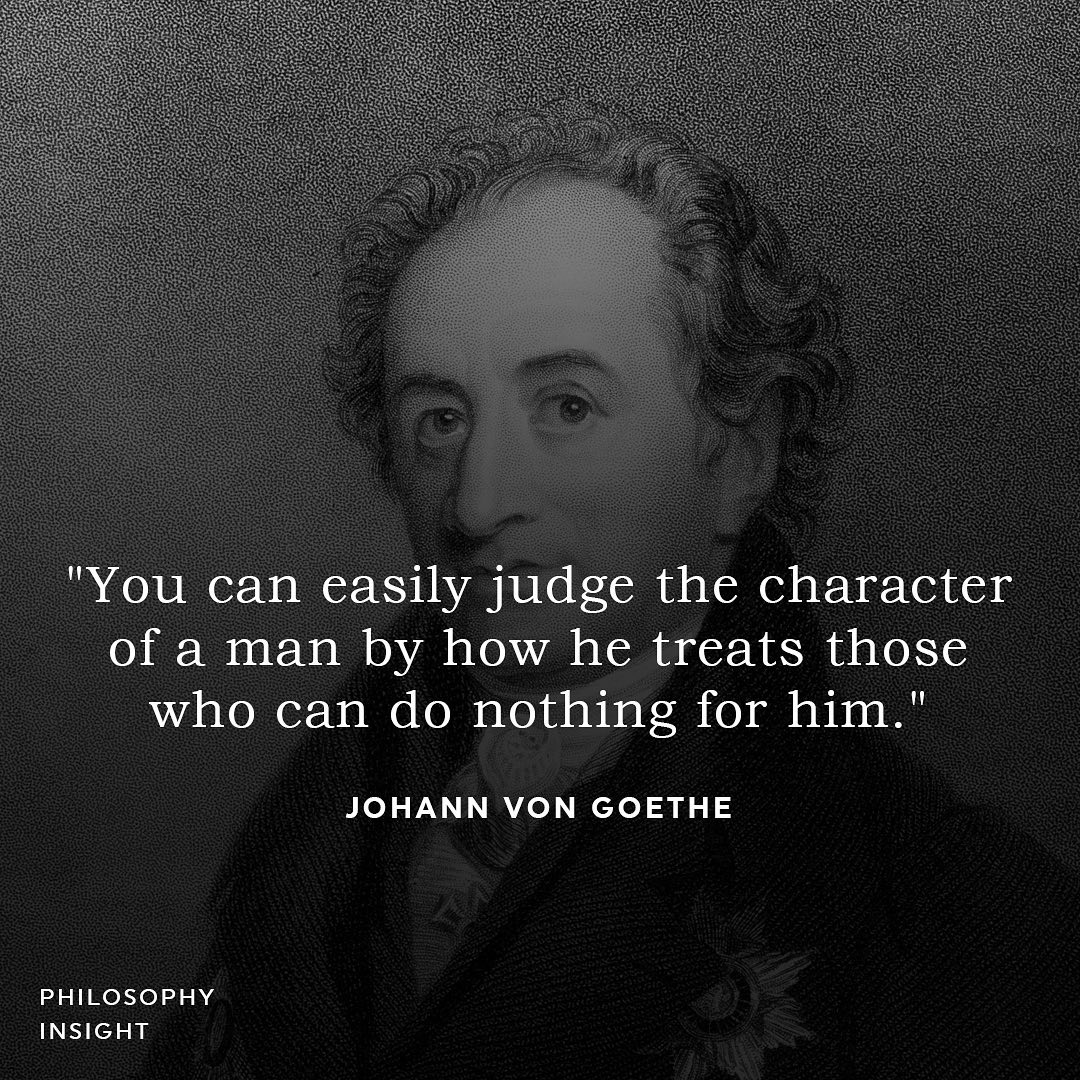 "You can easily judge the character
of a man by how he treats those
who can do nothing for him."
JOHANN VON GOETHE
PHILOSOPHY
INSIGHT